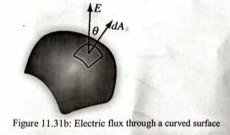 E
dA
θ
Figure 11.31b: Electric flux through a curved surface